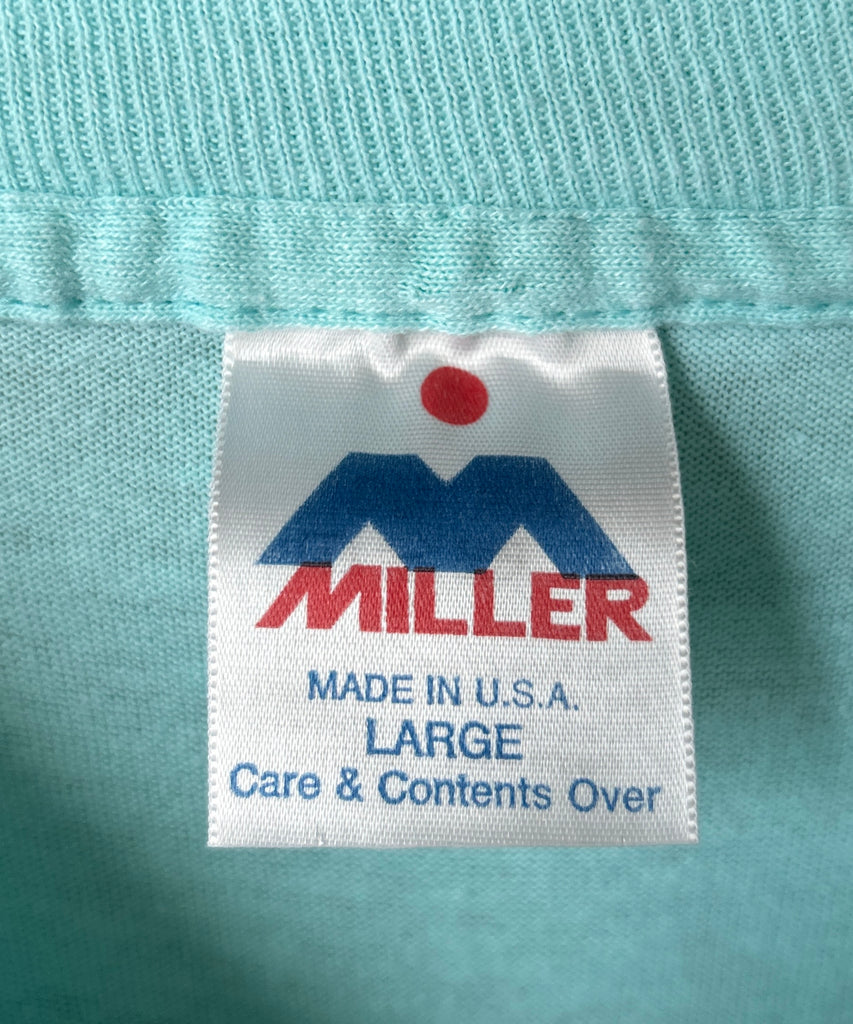 MILLER
MADE IN U.S.A.
LARGE
Care & Contents Over